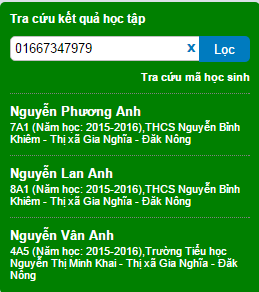 Tra cứu kết quả học tập
01667347979 x Lọc
Tra cứu mã học sinh
Nguyễn Phương Anh
7A1 (Năm học: 2015-2016),THCS Nguyễn Bỉnh
Khiêm - Thị xã Gia Nghĩa - Đăk Nông
Nguyễn Lan Anh
8A1 (Năm học: 2015-2016),THCS Nguyễn Bỉnh
Khiêm - Thị xã Gia Nghĩa - Đăk Nông
Nguyễn Vân Anh
4A5 (Năm học: 2015-2016),Trường Tiểu học
Nguyễn Thị Minh Khai - Thị xã Gia Nghĩa - Đăk
Nông